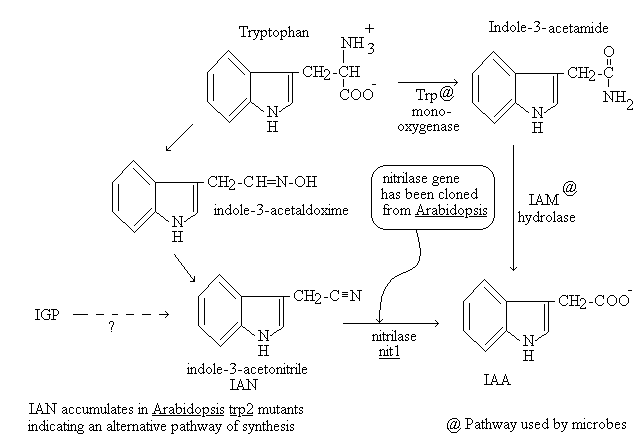 Tryptophan
Indole-3-acetamide
+
NH3
CH2-CH
COO-
N
H
Trp @
mono-
oxygenase
O
CH2-C
NH2
N
H
CH2-CH=N-OH
indole-3-acetaldoxime
N
H
nitrilase gene
has been cloned
from Arabidopsis
IAM @
hydrolase
IGP
?
CH2-C≡N
N
H
indole-3-acetonitrile
IAN
nitrilase
nit1
CH2-COO-
N
H
IAA
IAN accumulates in Arabidopsis trp2 mutants
indicating an alternative pathway of synthesis
@ Pathway used by microbes